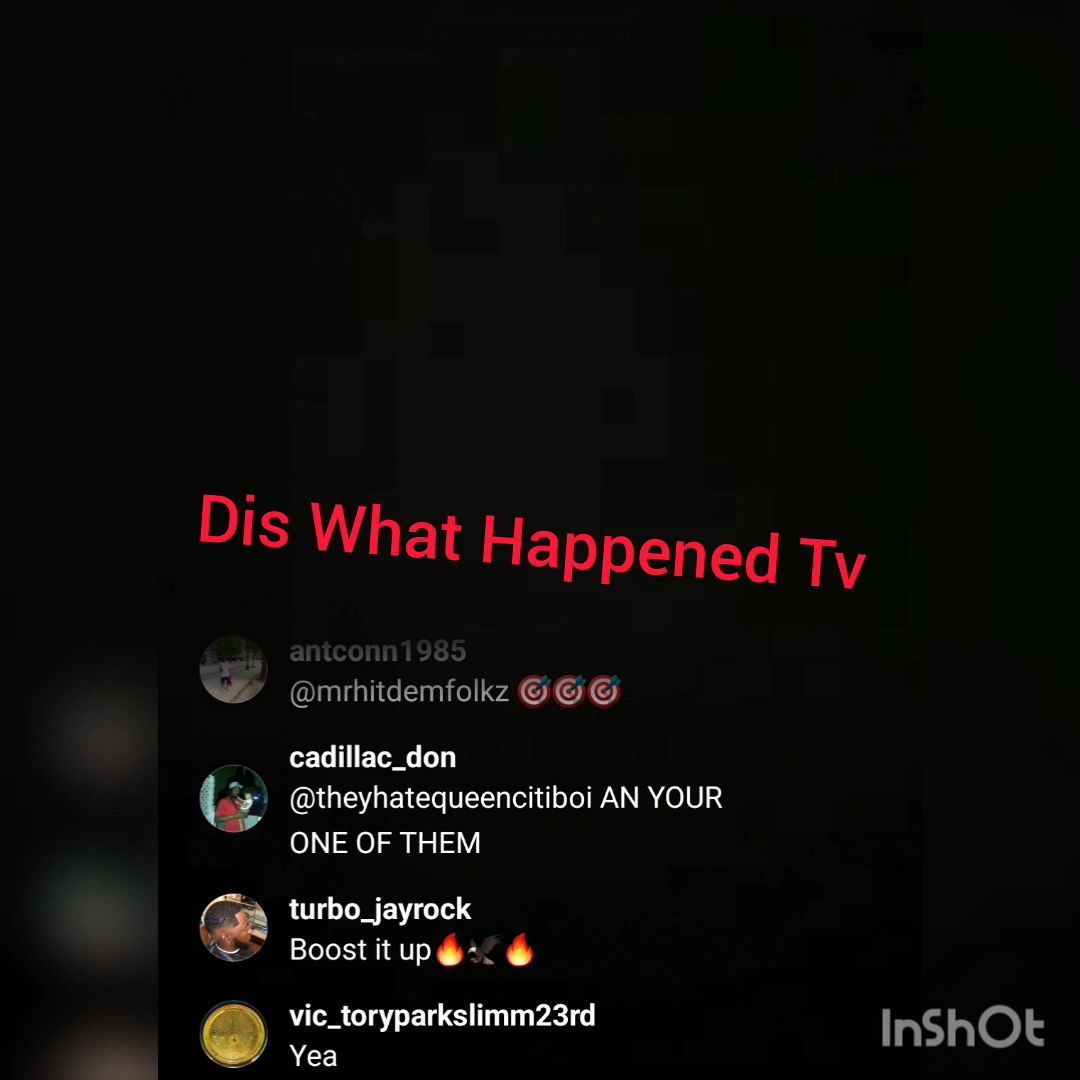 Dis What Happened Tv
antconn1985
@mrhitdemfolkz 🎯🎯🎯
cadillac_don
@theyhatequeencitiboi AN YOUR
ONE OF THEM
turbo_jayrock
Boost it up🔥🦅🔥
vic_toryparkslimm23rd
Yea
InShOt